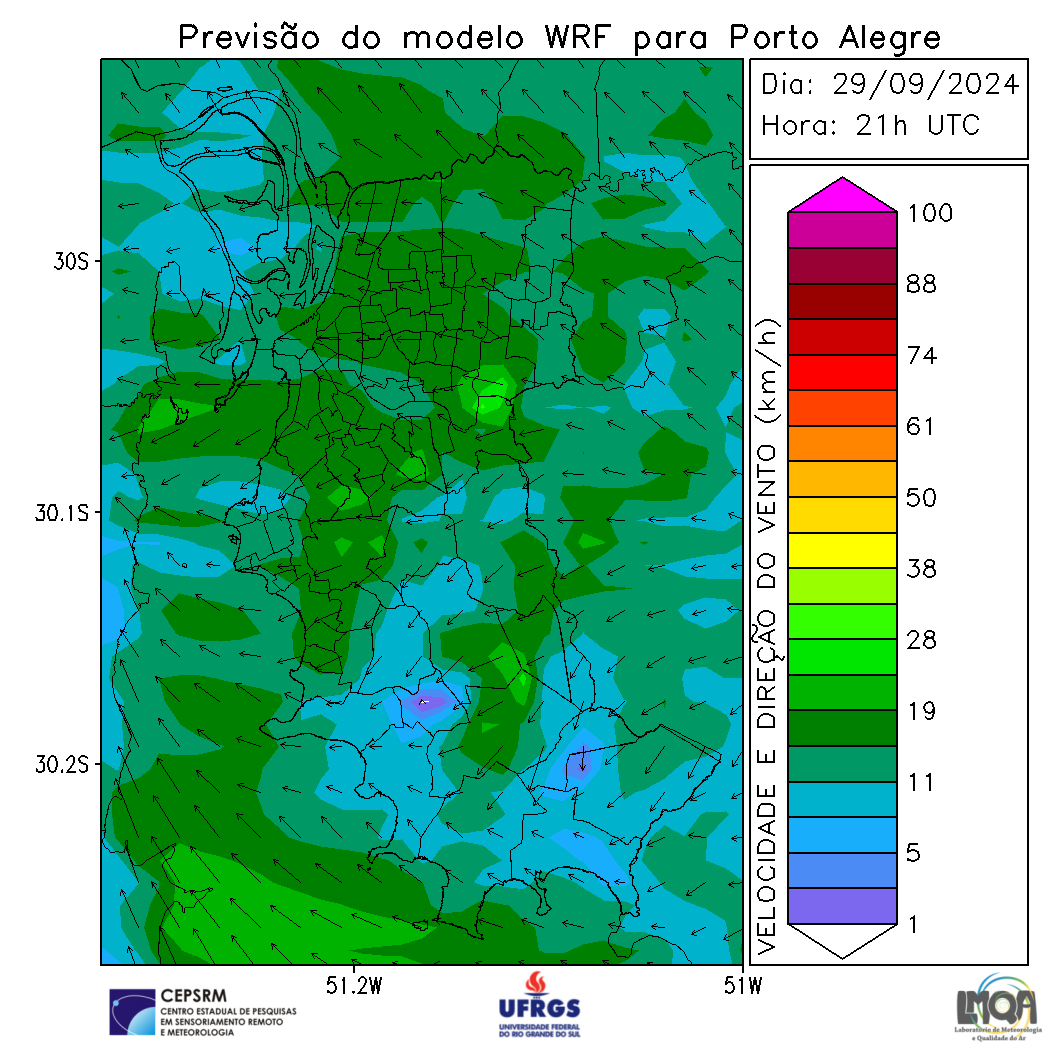 Previsão do modelo WRF para Porto Alegre
Dia: 29/09/2024
Hora: 21h UTC
30S
30.1S
30.2S
51.2W
51W
VELOCIDADE E DIREÇÃO DO VENTO (km/h)
100
88
74
61
50
38
28
19
11
5
1
CEPSRM
CENTRO ESTADUAL DE PESQUISAS
EM SENSORIAMENTO REMOTO
E METEOROLOGIA
UFRGS
UNIVERSIDADE FEDERAL
DO RIO GRANDE DO SUL
LMQA
Laboratório de Meteorologia
e Qualidade do Ar